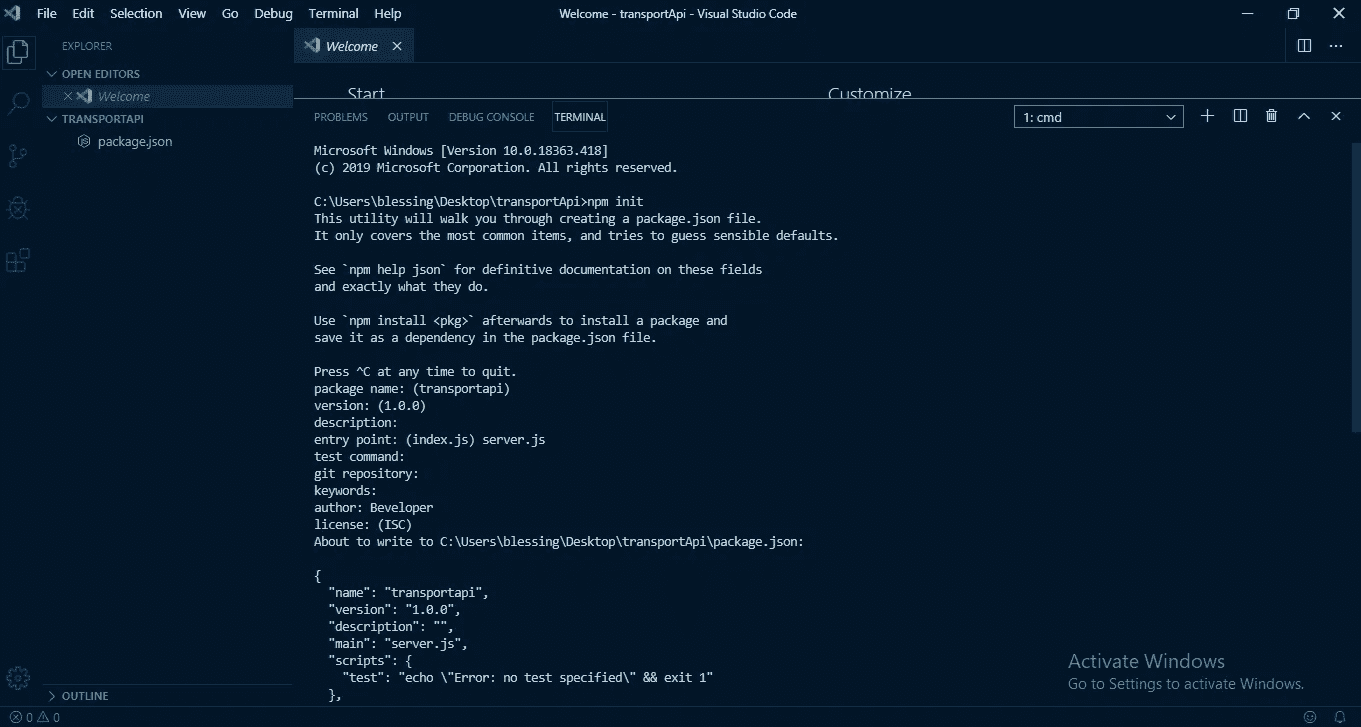 File Edit Selection View Go Debug Terminal Help
Welcome - transportApi - Visual Studio Code
EXPLORER
Welcome
OPEN EDITORS
Welcome
TRANSPORTAPI
package.json
Start
Customize
PROBLEMS OUTPUT DEBUG CONSOLE TERMINAL
1: cmd
Microsoft Windows [Version 10.0.18363.418]
(c) 2019 Microsoft Corporation. All rights reserved.
C:\Users\blessing\Desktop\transportApi>npm init
This utility will walk you through creating a package.json file.
It only covers the most common items, and tries to guess sensible defaults.
See `npm help json` for definitive documentation on these fields
and exactly what they do.
Use `npm install <pkg>` afterwards to install a package and
save it as a dependency in the package.json file.
Press ^C at any time to quit.
package name: (transportapi)
version: (1.0.0)
description:
entry point: (index.js) server.js
test command:
git repository:
keywords:
author: Beveloper
license: (ISC)
About to write to C:\Users\blessing\Desktop\transportApi\package.json:
{
"name": "transportapi",
"version": "1.0.0",
"description": "",
"main": "server.js",
"scripts": {
"test": "echo \"Error: no test specified\" && exit 1"
},
Activate Windows
Go to Settings to activate Windows.
OUTLINE
0 0